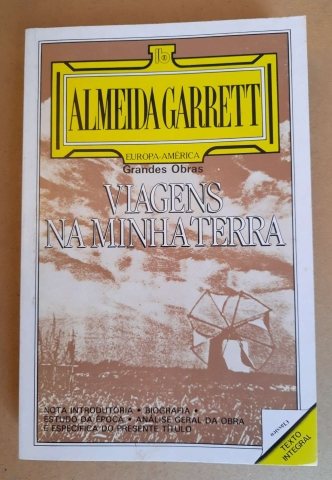 ALMEIDA GARRETT
EUROPA-AMÉRICA
Grandes Obras
VIAGENS
NA MINHA TERRA
NOTA INTRODUTÓRIA • BIOGRAFIA •
ESTUDO DA ÉPOCA • ANÁLISE GERAL DA OBRA
E ESPECÍFICA DO PRESENTE TÍTULO
TEXTO
INTEGRAL